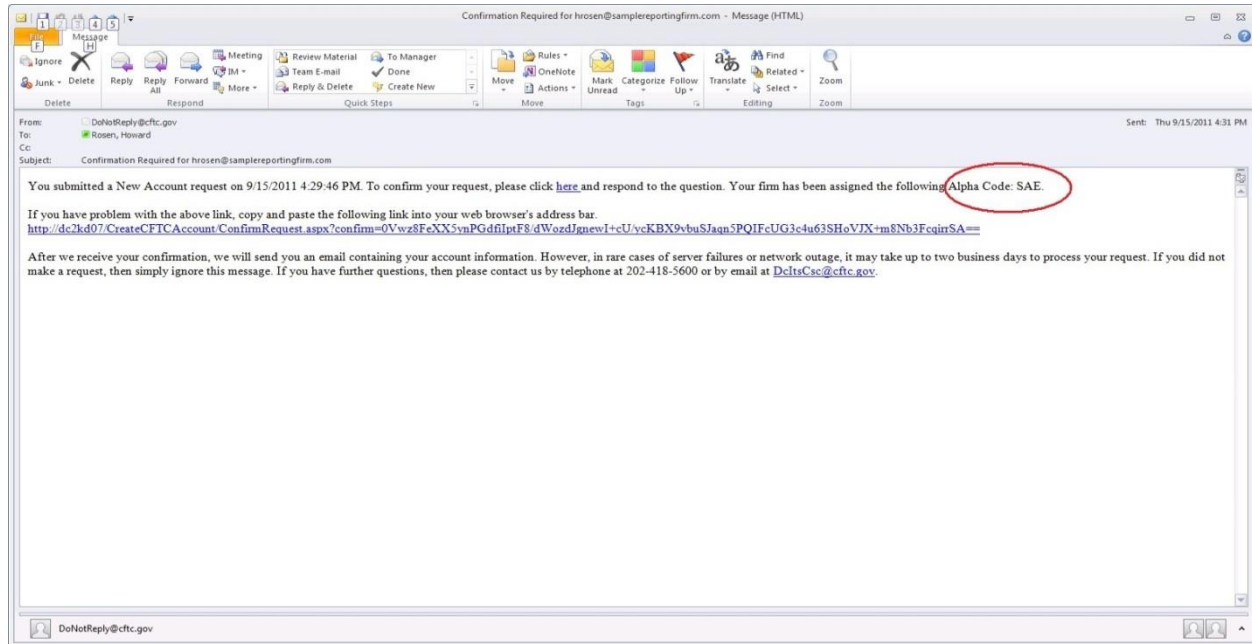 Confirmation Required for hrosen@samplereportingfirm.com - Message (HTML)
1 2 3 4 5
File Message
F H
Ignore
Junk
Delete
Reply
Reply All
Forward
Meeting
IM
More
Review Material
Team E-mail
Reply & Delete
To Manager
Done
Create New
Move
Rules
OneNote
Actions
Mark Unread
Categorize
Follow Up
Translate
Find
Related
Select
Zoom
Delete Respond Quick Steps Move Tags Editing Zoom
From: DoNotReply@cftc.gov Sent: Thu 9/15/2011 4:31 PM
To: Rosen, Howard
Cc:
Subject: Confirmation Required for hrosen@samplereportingfirm.com
You submitted a New Account request on 9/15/2011 4:29:46 PM. To confirm your request, please click here and respond to the question. Your firm has been assigned the following Alpha Code: SAE.
If you have problem with the above link, copy and paste the following link into your web browser's address bar.
http://dc2kd07/CreateCFTCAccount/ConfirmRequest.aspx?confirm=0Vwz8FeXX5ynPGdfiIptF8/dWozdJgnewI+cU/ycKBX9vbuSJaqn5PQIFcUG3c4u63SHoVJX+m8Nb3FcqirrSA==
After we receive your confirmation, we will send you an email containing your account information. However, in rare cases of server failures or network outage, it may take up to two business days to process your request. If you did not
make a request, then simply ignore this message. If you have further questions, then please contact us by telephone at 202-418-5600 or by email at DcItsCsc@cftc.gov.
DoNotReply@cftc.gov